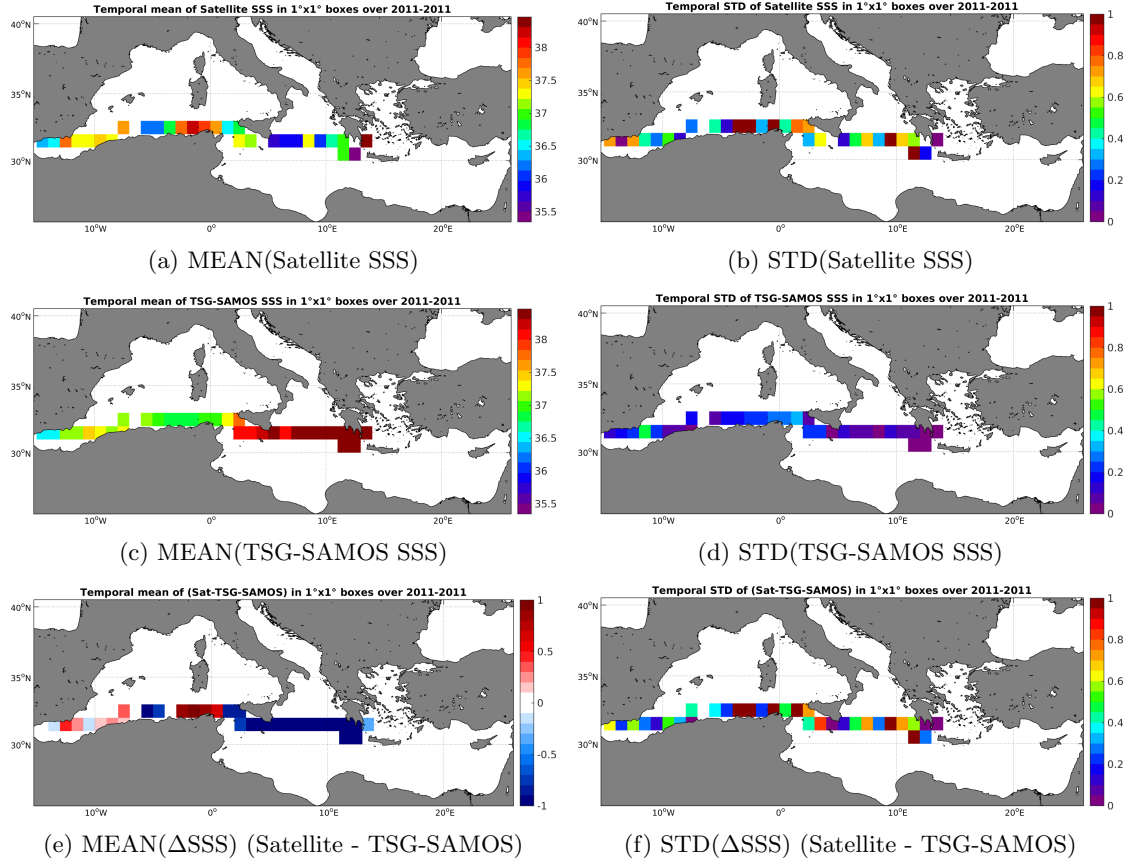 Temporal mean of Satellite SSS in 1°x1° boxes over 2011-2011
40°N
35°N
30°N
10°W
0°
10°E
20°E
38
37.5
37
36.5
36
35.5
(a) MEAN(Satellite SSS)
Temporal STD of Satellite SSS in 1°x1° boxes over 2011-2011
40°N
35°N
30°N
10°W
0°
10°E
20°E
1
0.8
0.6
0.4
0.2
0
(b) STD(Satellite SSS)
Temporal mean of TSG-SAMOS SSS in 1°x1° boxes over 2011-2011
40°N
35°N
30°N
10°W
0°
10°E
20°E
38
37.5
37
36.5
36
35.5
(c) MEAN(TSG-SAMOS SSS)
Temporal STD of TSG-SAMOS SSS in 1°x1° boxes over 2011-2011
40°N
35°N
30°N
10°W
0°
10°E
20°E
1
0.8
0.6
0.4
0.2
0
(d) STD(TSG-SAMOS SSS)
Temporal mean of (Sat-TSG-SAMOS) in 1°x1° boxes over 2011-2011
40°N
35°N
30°N
10°W
0°
10°E
20°E
1
0.5
0
-0.5
-1
(e) MEAN(ΔSSS) (Satellite - TSG-SAMOS)
Temporal STD of (Sat-TSG-SAMOS) in 1°x1° boxes over 2011-2011
40°N
35°N
30°N
10°W
0°
10°E
20°E
1
0.8
0.6
0.4
0.2
0
(f) STD(ΔSSS) (Satellite - TSG-SAMOS)